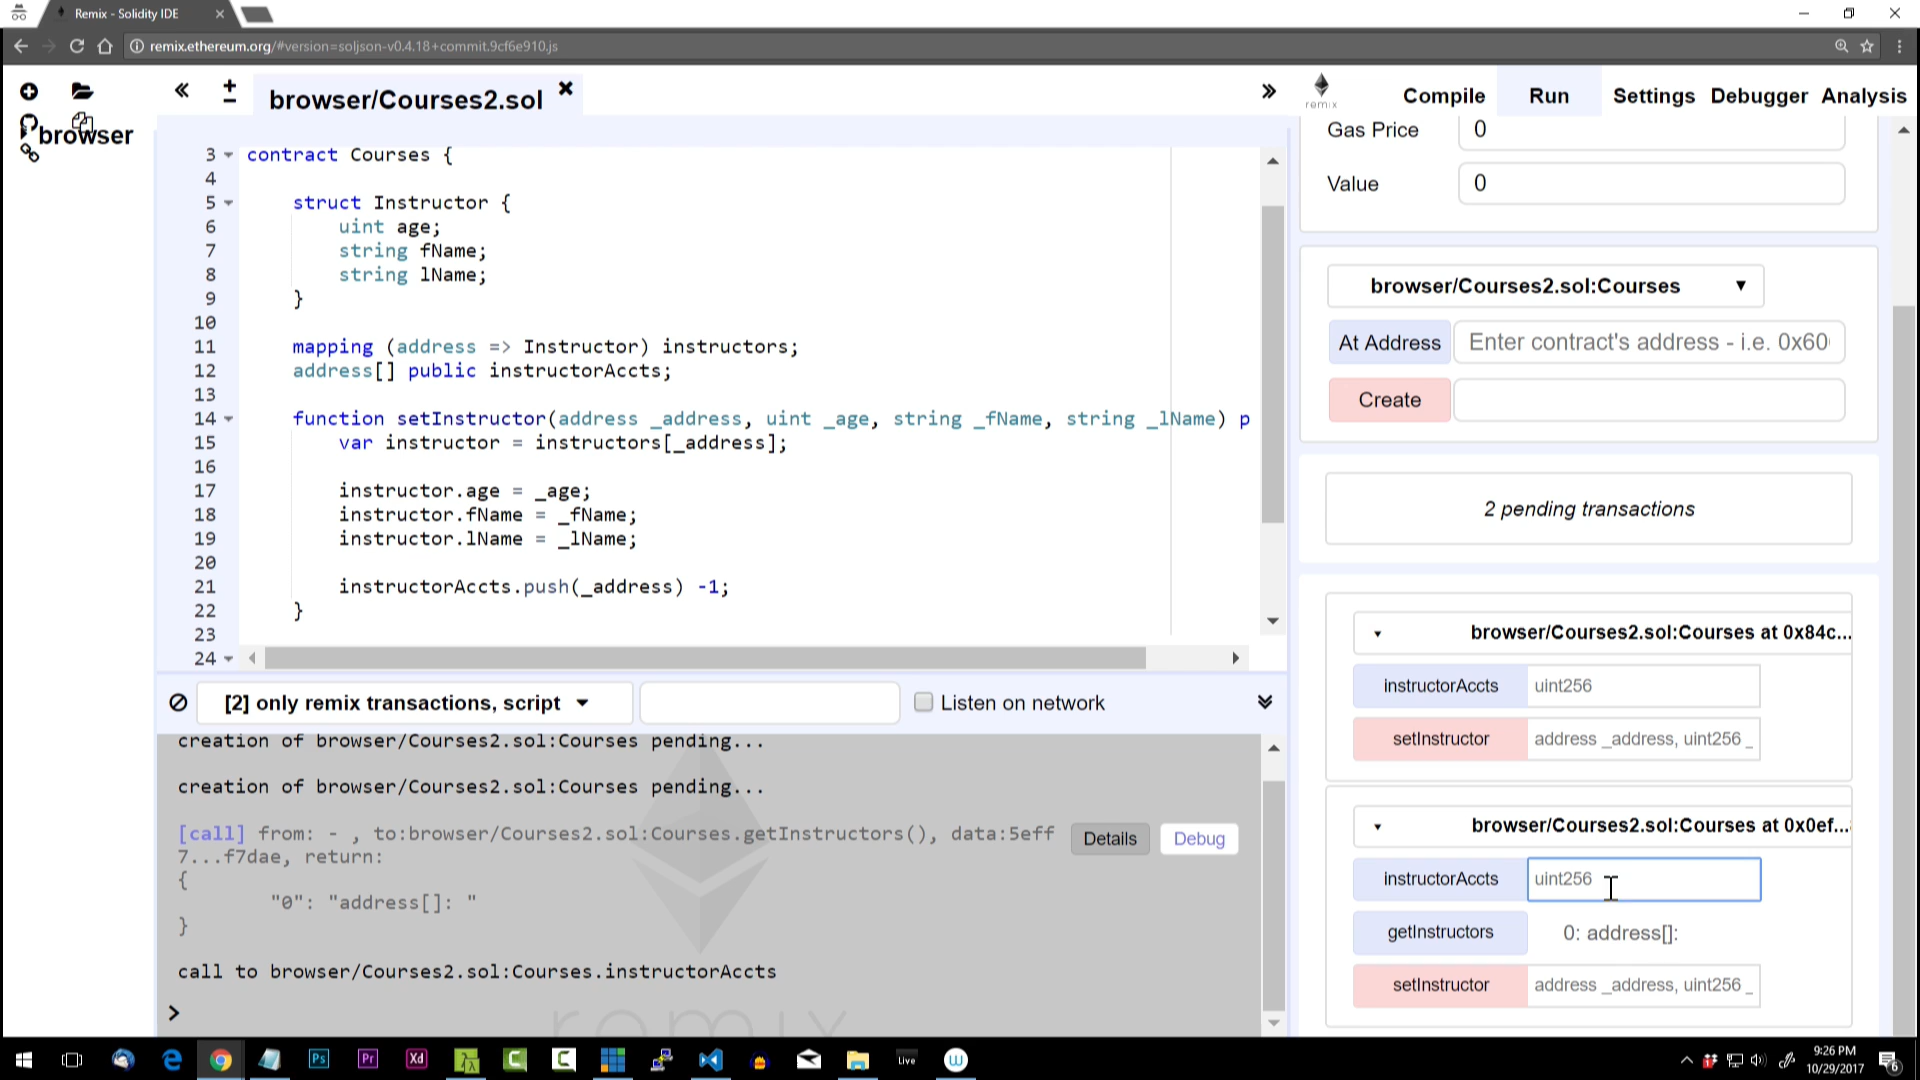 Remix - Solidity IDE
remix.ethereum.org/#version=soljson-v0.4.18+commit.9cf6e910.js
browser
browser/Courses2.sol
remix
Compile
Run
Settings
Debugger
Analysis
3 contract Courses {
4
5 struct Instructor {
6 uint age;
7 string fName;
8 string lName;
9 }
10
11 mapping (address => Instructor) instructors;
12 address[] public instructorAccts;
13
14 function setInstructor(address _address, uint _age, string _fName, string _lName) p
15 var instructor = instructors[_address];
16
17 instructor.age = _age;
18 instructor.fName = _fName;
19 instructor.lName = _lName;
20
21 instructorAccts.push(_address) -1;
22 }
23
24
[2] only remix transactions, script
Listen on network
creation of browser/Courses2.sol:Courses pending...
creation of browser/Courses2.sol:Courses pending...
[call] from: - , to:browser/Courses2.sol:Courses.getInstructors(), data:5eff
7...f7dae, return:
{
"0": "address[]: "
}
Details
Debug
call to browser/Courses2.sol:Courses.instructorAccts
>
remix
Gas Price 0
Value 0
browser/Courses2.sol:Courses
At Address Enter contract's address - i.e. 0x60
Create
2 pending transactions
browser/Courses2.sol:Courses at 0x84c...
instructorAccts uint256
setInstructor address _address, uint256 _
browser/Courses2.sol:Courses at 0x0ef...
instructorAccts uint256
getInstructors 0: address[]:
setInstructor address _address, uint256 _
Ps
Pr
Xd
Live
9:26 PM
10/29/2017
6